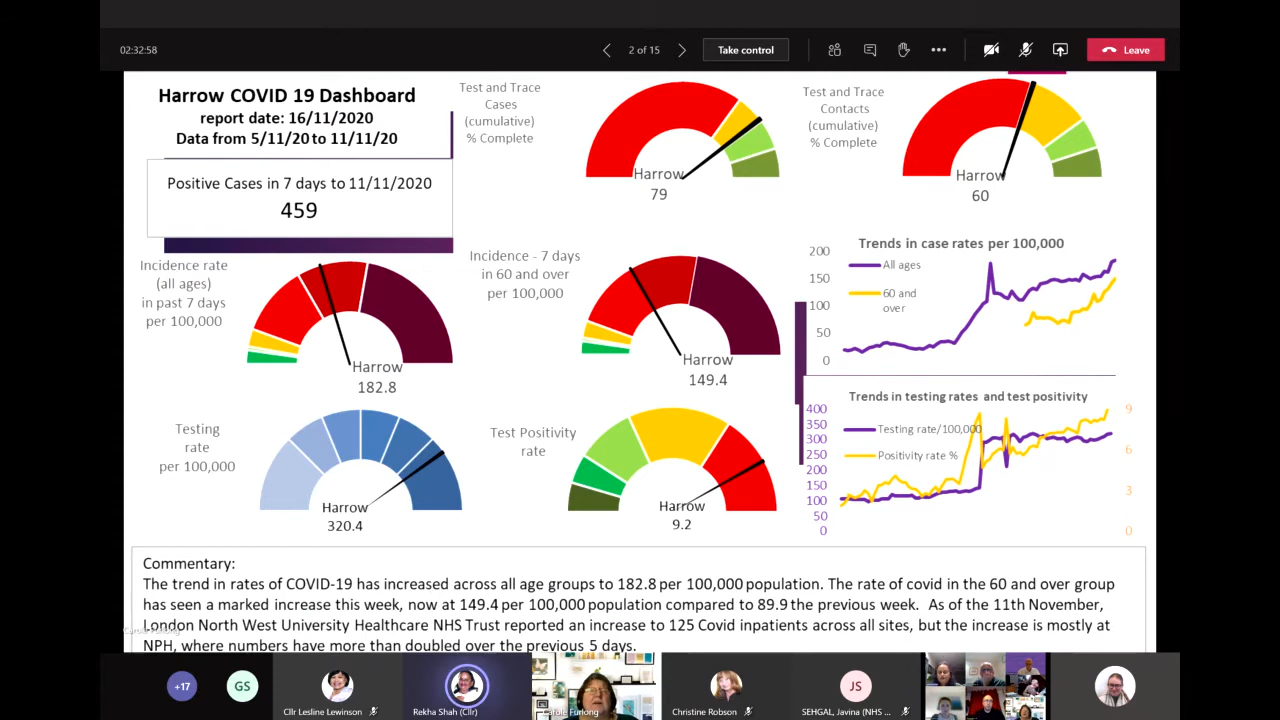 02:32:58
2 of 15
Take control
Leave
Harrow COVID 19 Dashboard
report date: 16/11/2020
Data from 5/11/20 to 11/11/20
Positive Cases in 7 days to 11/11/2020
459
Test and Trace
Cases
(cumulative)
% Complete
Harrow
79
Test and Trace
Contacts
(cumulative)
% Complete
Harrow
60
Incidence rate
(all ages)
in past 7 days
per 100,000
Harrow
182.8
Incidence - 7 days
in 60 and over
per 100,000
Harrow
149.4
Trends in case rates per 100,000
200
150
100
50
0
All ages
60 and
over
Testing
rate
per 100,000
Harrow
320.4
Test Positivity
rate
Harrow
9.2
Trends in testing rates and test positivity
400
350
300
250
200
150
100
50
0
Testing rate/100,000
Positivity rate %
9
6
3
0
Commentary:
The trend in rates of COVID-19 has increased across all age groups to 182.8 per 100,000 population. The rate of covid in the 60 and over group
has seen a marked increase this week, now at 149.4 per 100,000 population compared to 89.9 the previous week. As of the 11th November,
London North West University Healthcare NHS Trust reported an increase to 125 Covid inpatients across all sites, but the increase is mostly at
NPH, where numbers have more than doubled over the previous 5 days.
Carole Furlong
+17
GS
Cllr Lesline Lewinson
Rekha Shah (Cllr)
Carole Furlong
Christine Robson
JS
SEHGAL, Javina (NHS ...